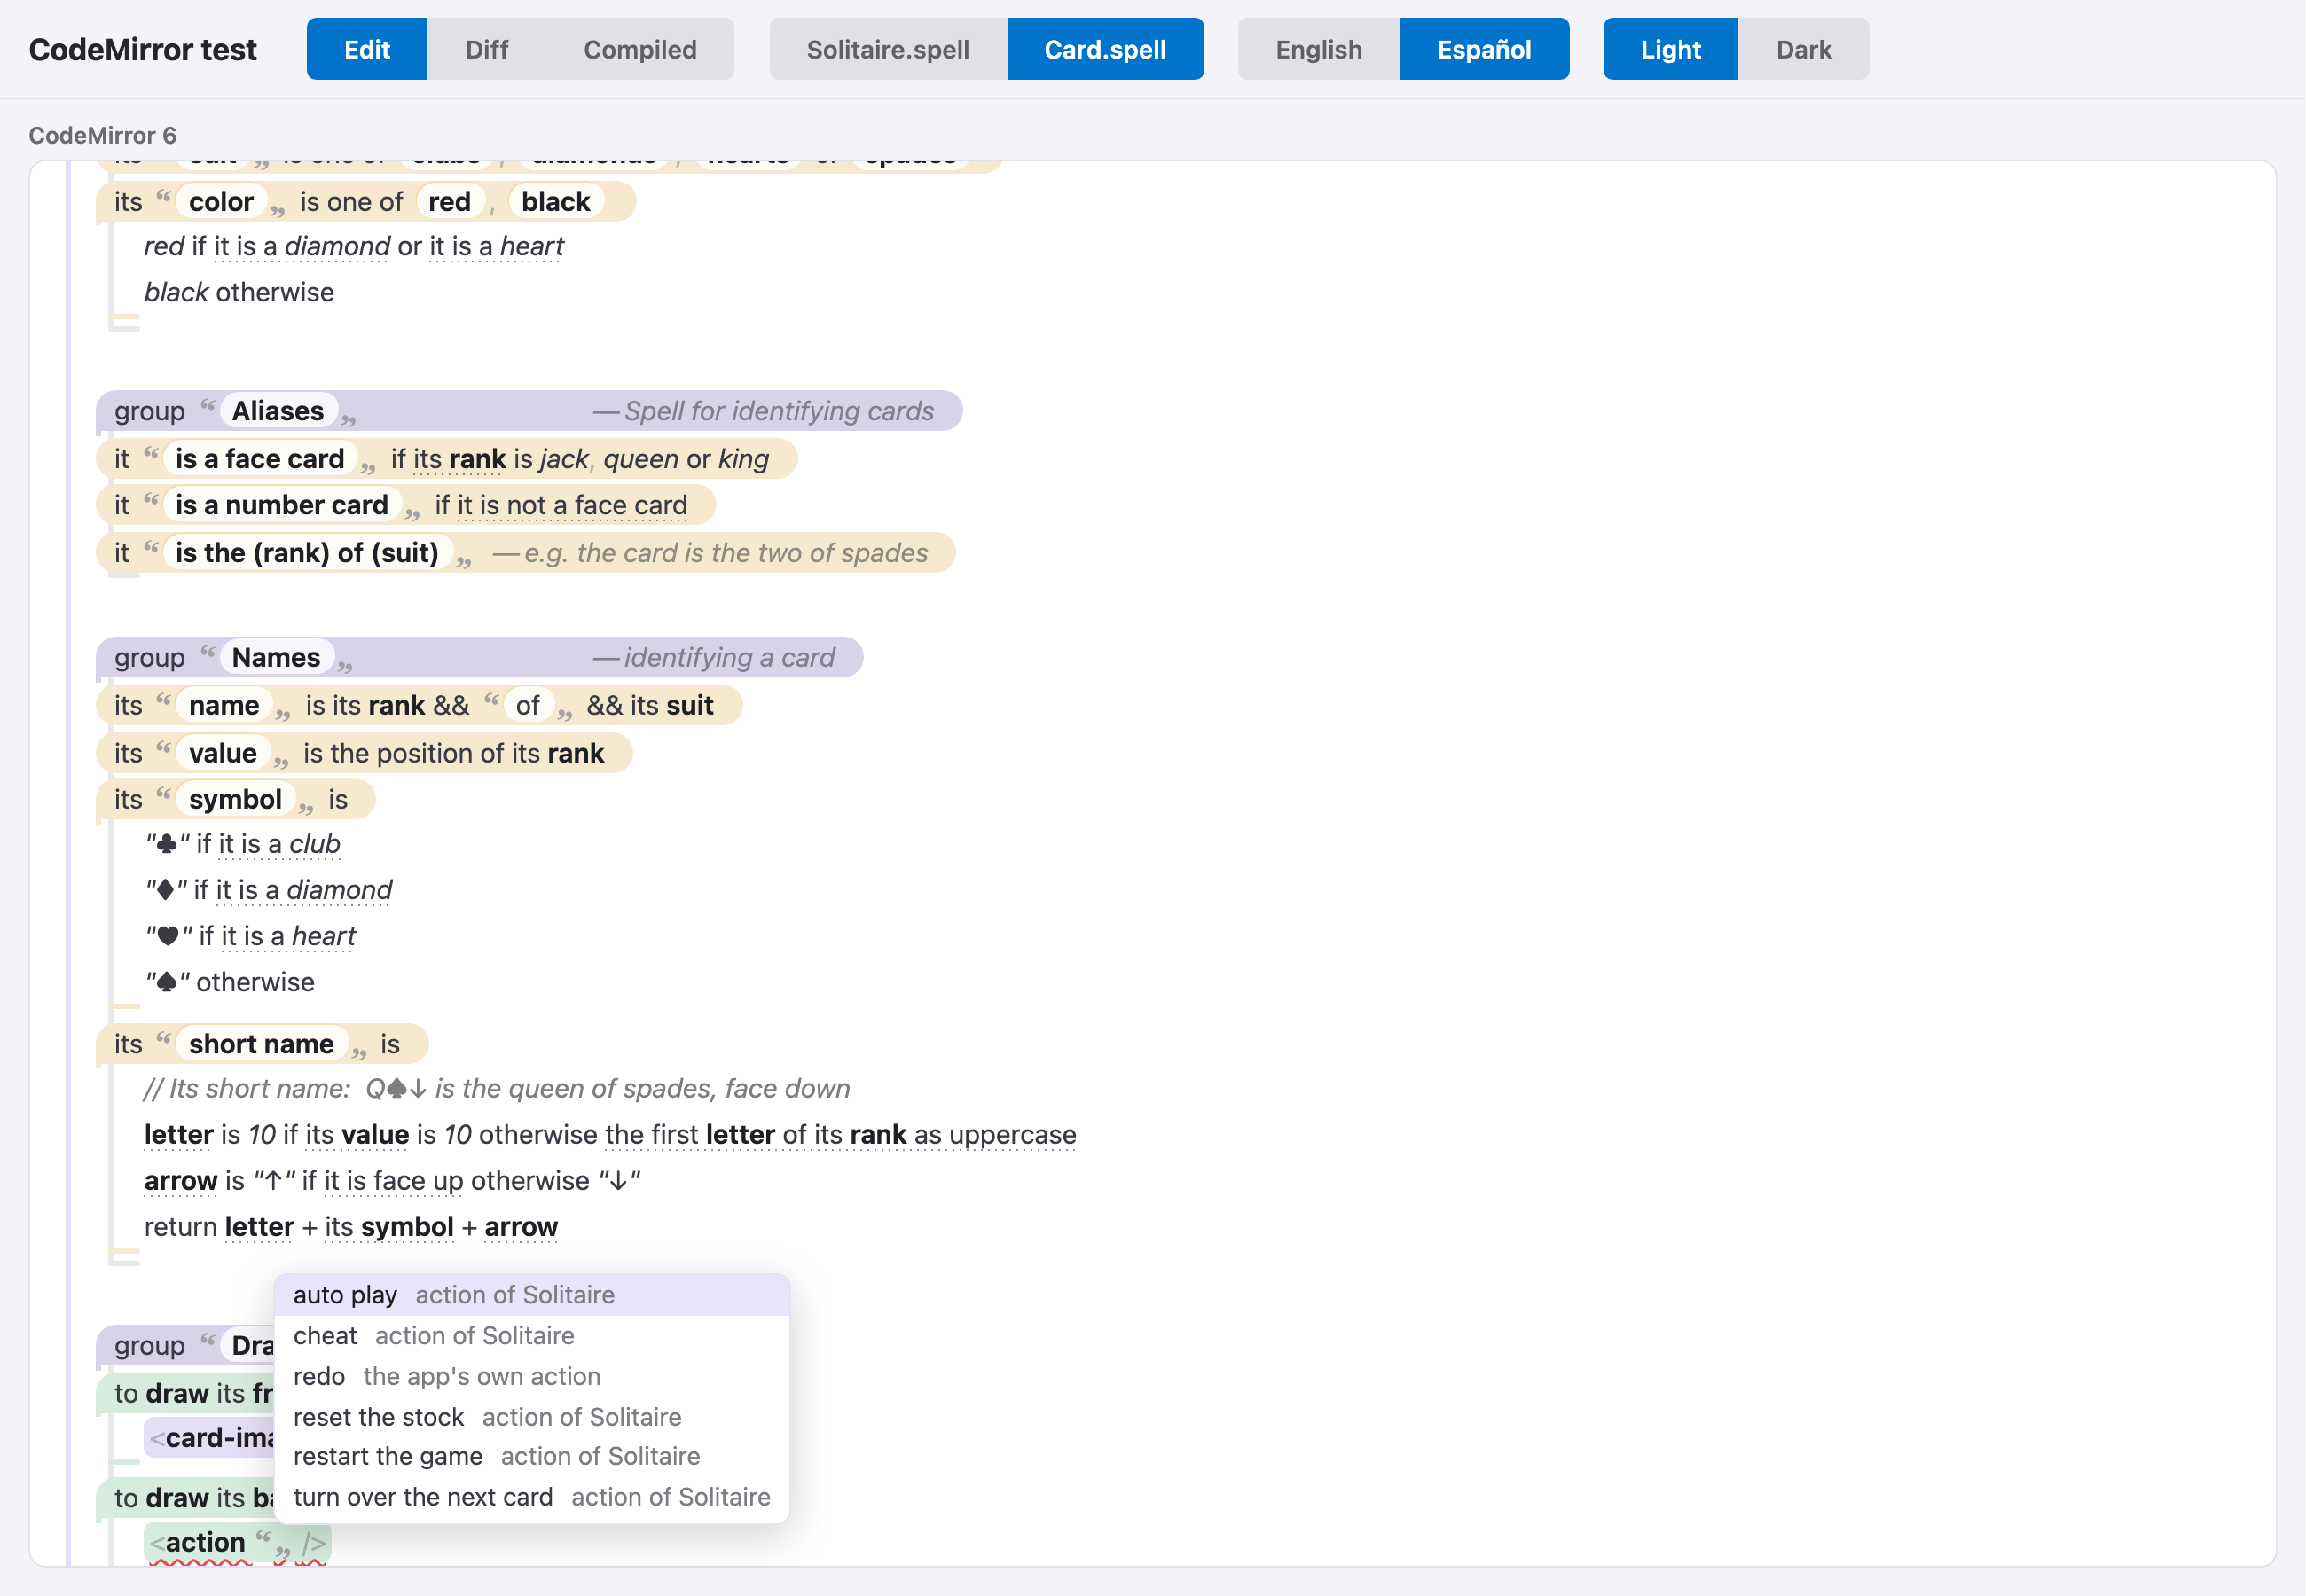 CodeMirror test Edit Diff Compiled Solitaire.spell Card.spell English Español Light Dark
CodeMirror 6
its “ color „ is one of red , black
red if it is a diamond or it is a heart
black otherwise
group “ Aliases „ — Spell for identifying cards
it “ is a face card „ if its rank is jack, queen or king
it “ is a number card „ if it is not a face card
it “ is the (rank) of (suit) „ — e.g. the card is the two of spades
group “ Names „ — identifying a card
its “ name „ is its rank && “ of „ && its suit
its “ value „ is the position of its rank
its “ symbol „ is
"♣" if it is a club
"♦" if it is a diamond
"♥" if it is a heart
"♠" otherwise
its “ short name „ is
// Its short name: Q♠↓ is the queen of spades, face down
letter is 10 if its value is 10 otherwise the first letter of its rank as uppercase
arrow is "↑" if it is face up otherwise "↓"
return letter + its symbol + arrow
auto play action of Solitaire
cheat action of Solitaire
redo the app's own action
reset the stock action of Solitaire
restart the game action of Solitaire
turn over the next card action of Solitaire
group “
to draw its
<
to draw its
<action “ „ />